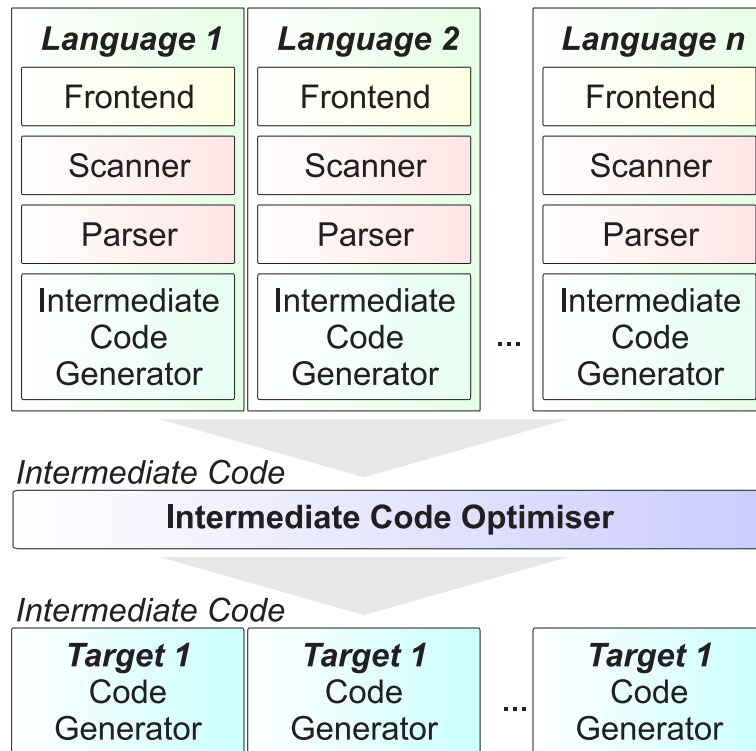 Language 1
Frontend
Scanner
Parser
Intermediate
Code
Generator
Language 2
Frontend
Scanner
Parser
Intermediate
Code
Generator
...
Language n
Frontend
Scanner
Parser
Intermediate
Code
Generator
Intermediate Code
Intermediate Code Optimiser
Intermediate Code
Target 1
Code
Generator
Target 1
Code
Generator
...
Target 1
Code
Generator